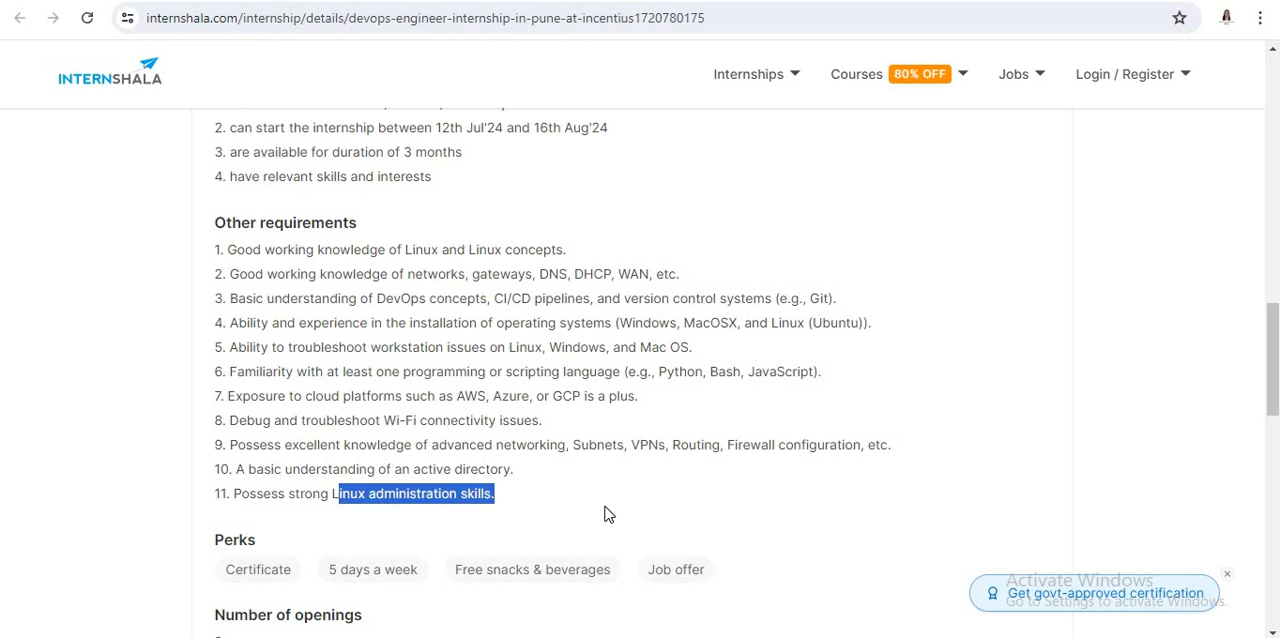 internshala.com/internship/details/devops-engineer-internship-in-pune-at-incentius1720780175
INTERNSHALA
Internships
Courses 80% OFF
Jobs
Login / Register
2. can start the internship between 12th Jul'24 and 16th Aug'24
3. are available for duration of 3 months
4. have relevant skills and interests
Other requirements
1. Good working knowledge of Linux and Linux concepts.
2. Good working knowledge of networks, gateways, DNS, DHCP, WAN, etc.
3. Basic understanding of DevOps concepts, CI/CD pipelines, and version control systems (e.g., Git).
4. Ability and experience in the installation of operating systems (Windows, MacOSX, and Linux (Ubuntu)).
5. Ability to troubleshoot workstation issues on Linux, Windows, and Mac OS.
6. Familiarity with at least one programming or scripting language (e.g., Python, Bash, JavaScript).
7. Exposure to cloud platforms such as AWS, Azure, or GCP is a plus.
8. Debug and troubleshoot Wi-Fi connectivity issues.
9. Possess excellent knowledge of advanced networking, Subnets, VPNs, Routing, Firewall configuration, etc.
10. A basic understanding of an active directory.
11. Possess strong Linux administration skills.
Perks
Certificate
5 days a week
Free snacks & beverages
Job offer
Activate Windows
Get govt-approved certification
Go to Settings to activate Windows.
Number of openings